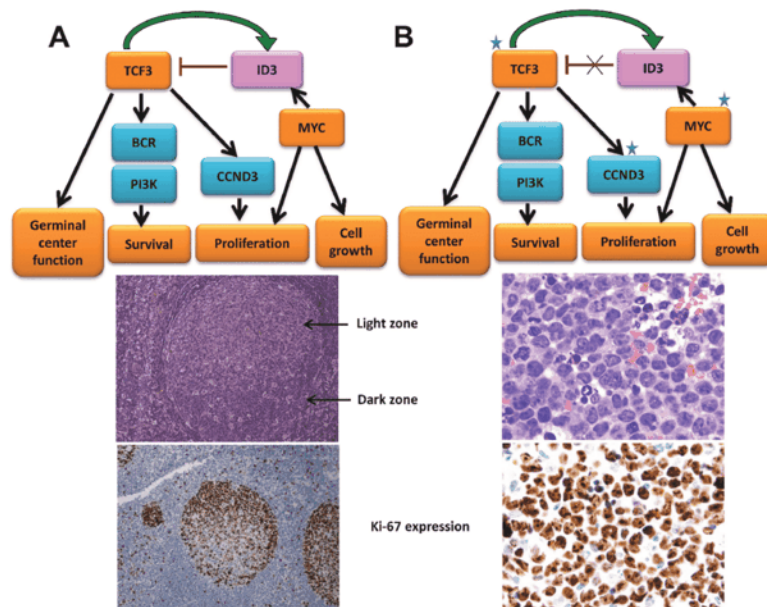 A
TCF3
ID3
BCR
MYC
PI3K
CCND3
Germinal
center
function
Survival
Proliferation
Cell
growth
B
TCF3
ID3
BCR
MYC
PI3K
CCND3
Germinal
center
function
Survival
Proliferation
Cell
growth
Light zone
Dark zone
Ki-67 expression